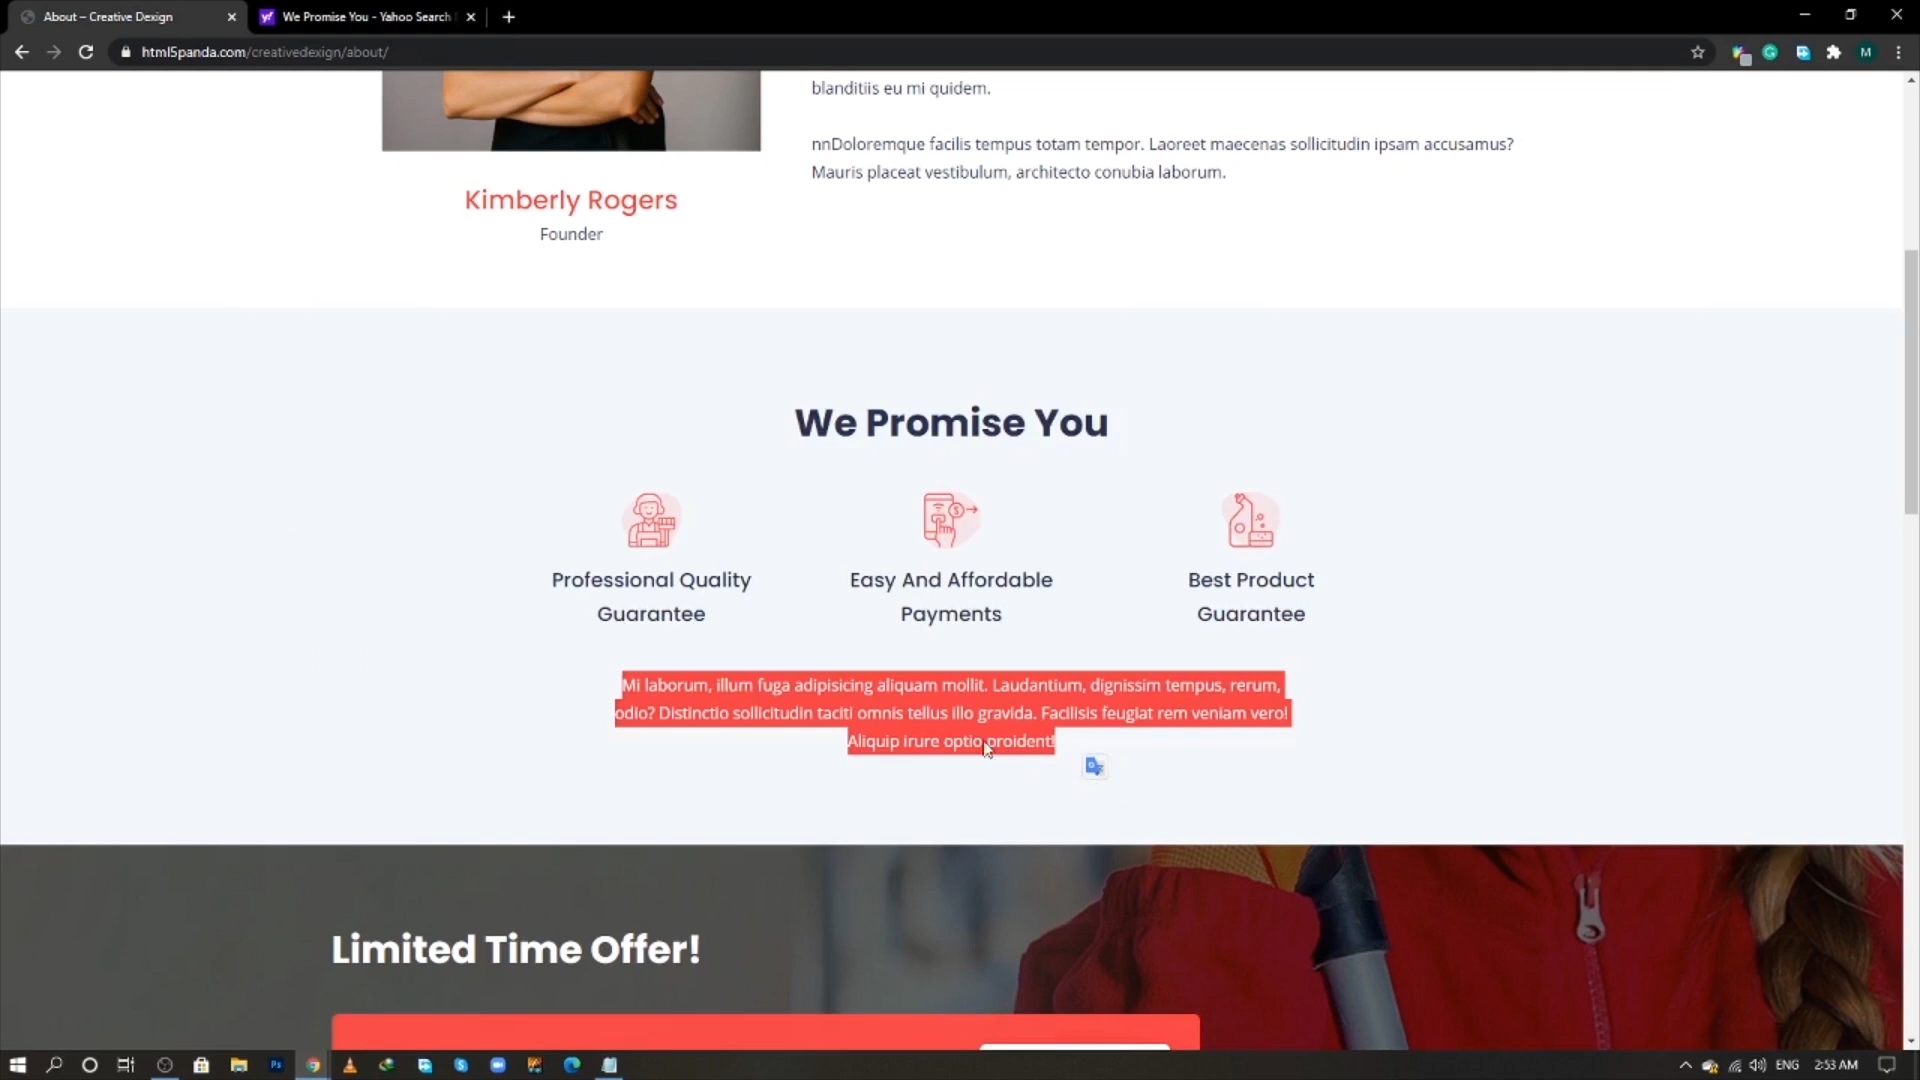 About – Creative Dexign
We Promise You - Yahoo Search
html5panda.com/creativedexign/about/
M
blanditiis eu mi quidem.
nnDoloremque facilis tempus totam tempor. Laoreet maecenas sollicitudin ipsam accusamus?
Mauris placeat vestibulum, architecto conubia laborum.
Kimberly Rogers
Founder
We Promise You
Professional Quality
Guarantee
Easy And Affordable
Payments
Best Product
Guarantee
Mi laborum, illum fuga adipisicing aliquam mollit. Laudantium, dignissim tempus, rerum,
odio? Distinctio sollicitudin taciti omnis tellus illo gravida. Facilisis feugiat rem veniam vero!
Aliquip irure optio proident!
Limited Time Offer!
ENG
2:53 AM